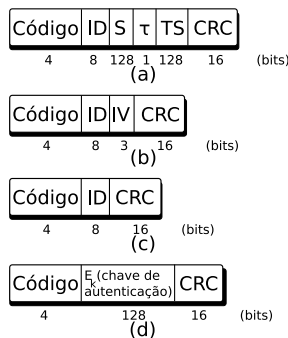 Código ID S τ TS CRC
4 8 128 1 128 16 (bits)
(a)
Código ID IV CRC
4 8 3 16 (bits)
(b)
Código ID CRC
4 8 16 (bits)
(c)
Código E k (chave de autenticação) CRC
4 128 16 (bits)
(d)